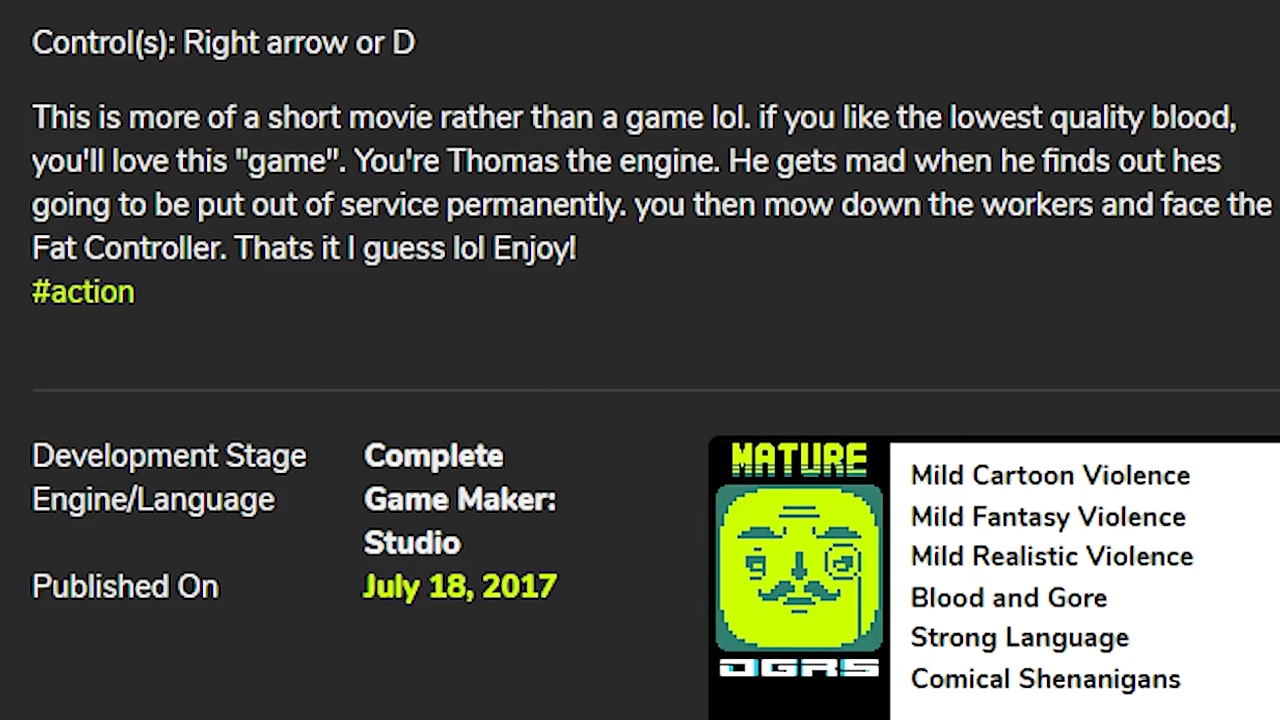 Control(s): Right arrow or D
This is more of a short movie rather than a game lol. if you like the lowest quality blood,
you'll love this "game". You're Thomas the engine. He gets mad when he finds out hes
going to be put out of service permanently. you then mow down the workers and face the
Fat Controller. Thats it I guess lol Enjoy!
#action
Development Stage Complete
Engine/Language Game Maker:
Studio
Published On July 18, 2017
MATURE
DGRS
Mild Cartoon Violence
Mild Fantasy Violence
Mild Realistic Violence
Blood and Gore
Strong Language
Comical Shenanigans